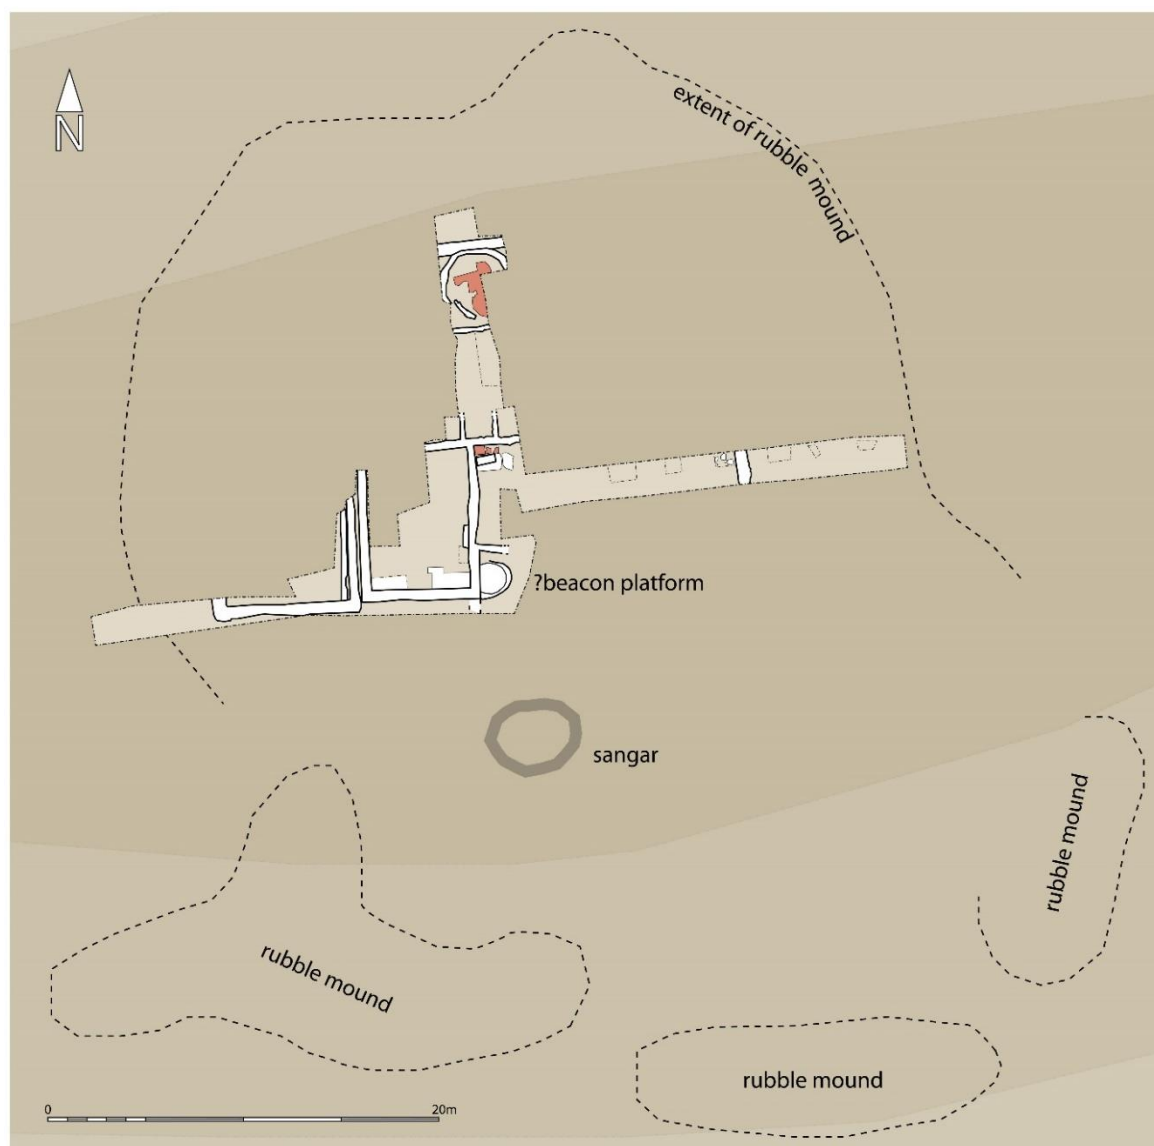 N
extent of rubble mound
?beacon platform
sangar
rubble mound
rubble mound
rubble mound
0
20m